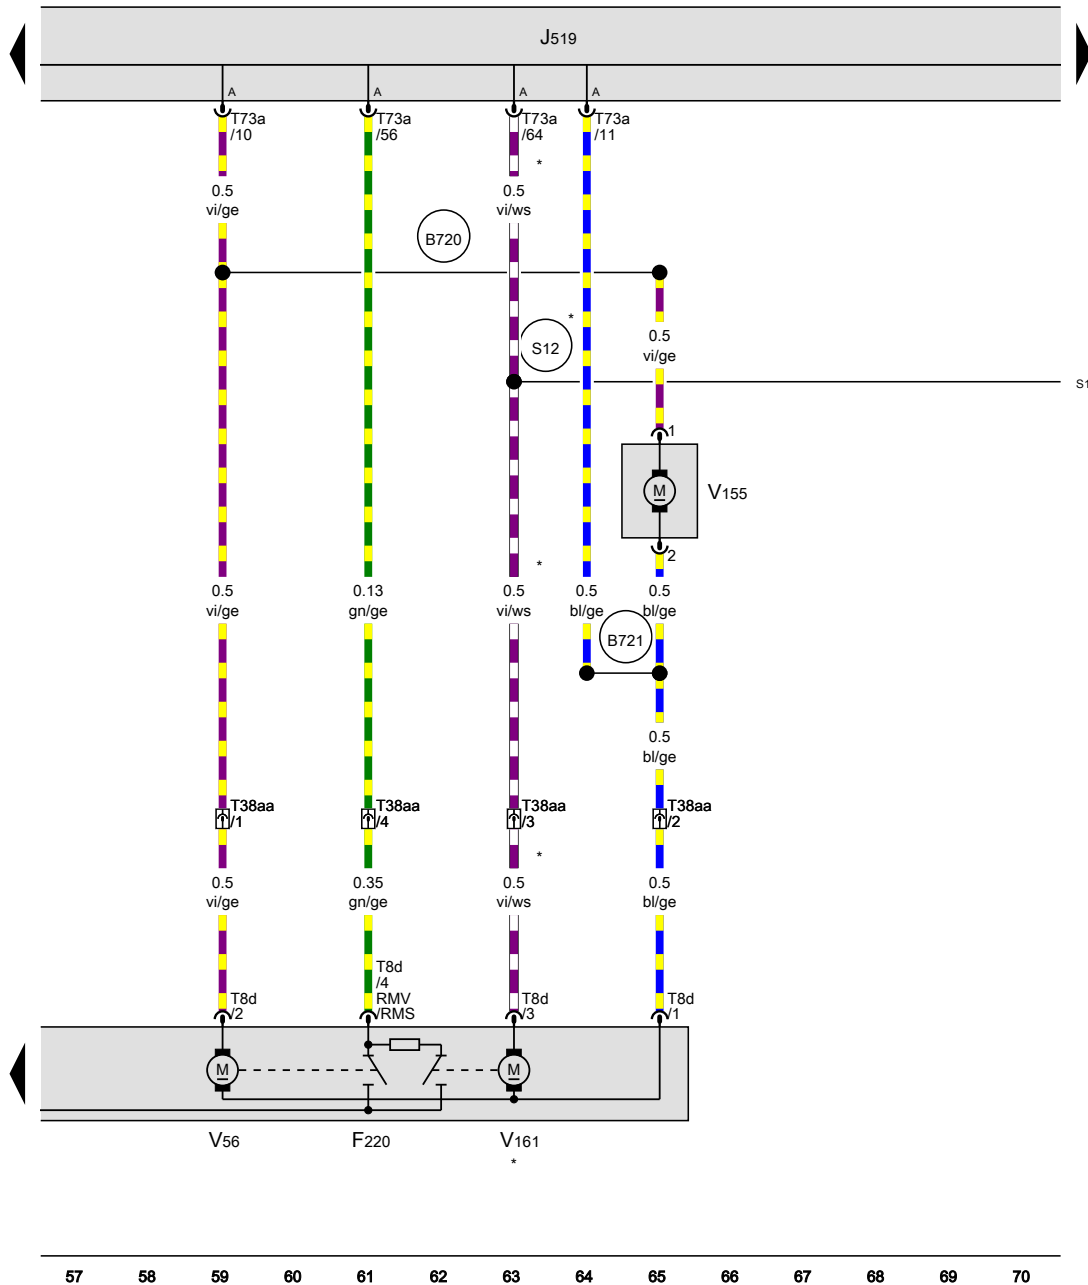 J519
A A A A
T73a
/10
T73a
/56
T73a
/64
T73a
/11
*
0.5
vi/ge
0.5
vi/ws
B720
*
S12
0.5
vi/ge
S1
1
M
V155
2
*
0.5
vi/ge
0.13
gn/ge
0.5
vi/ws
0.5
bl/ge
0.5
bl/ge
B721
0.5
bl/ge
T38aa
/1
T38aa
/4
T38aa
/3
T38aa
/2
*
0.5
vi/ge
0.35
gn/ge
0.5
vi/ws
0.5
bl/ge
T8d
/2
T8d
/4
RMV
/RMS
T8d
/3
T8d
/1
M M
V56 F220 V161
*
57 58 59 60 61 62 63 64 65 66 67 68 69 70